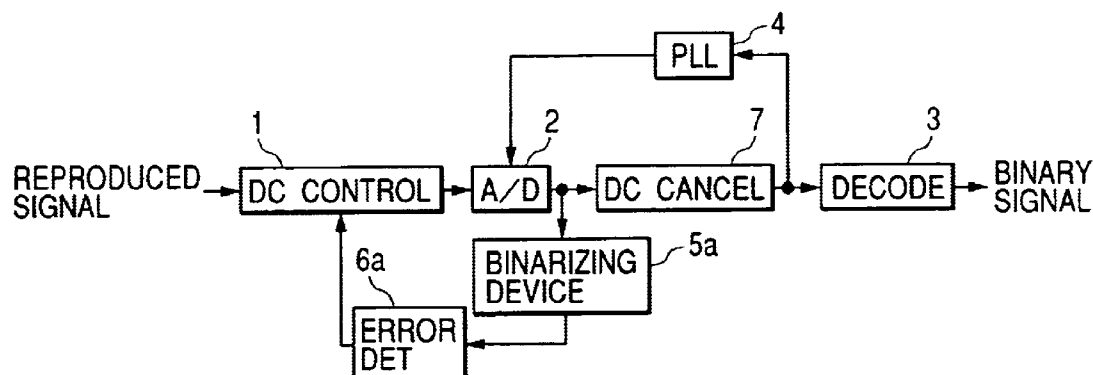 4
PLL
1
2
7
3
REPRODUCED
SIGNAL
DC CONTROL
A/D
DC CANCEL
DECODE
BINARY
SIGNAL
6a
5a
BINARIZING
DEVICE
ERROR
DET